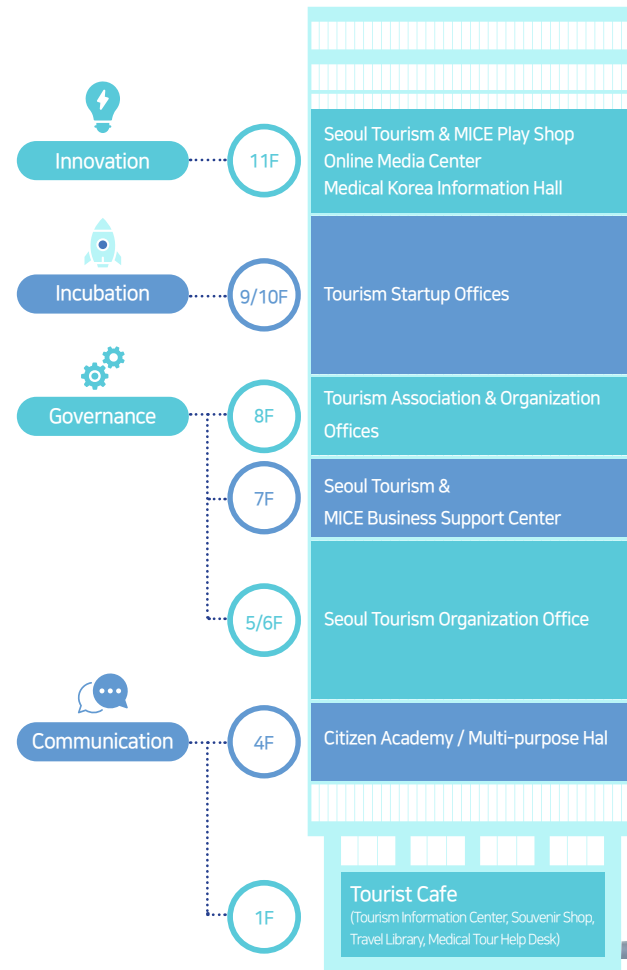 Innovation
11F
Seoul Tourism & MICE Play Shop
Online Media Center
Medical Korea Information Hall
Incubation
9/10F
Tourism Startup Offices
Governance
8F
Tourism Association & Organization
Offices
7F
Seoul Tourism &
MICE Business Support Center
5/6F
Seoul Tourism Organization Office
Communication
4F
Citizen Academy / Multi-purpose Hal
1F
Tourist Cafe
(Tourism Information Center, Souvenir Shop,
Travel Library, Medical Tour Help Desk)